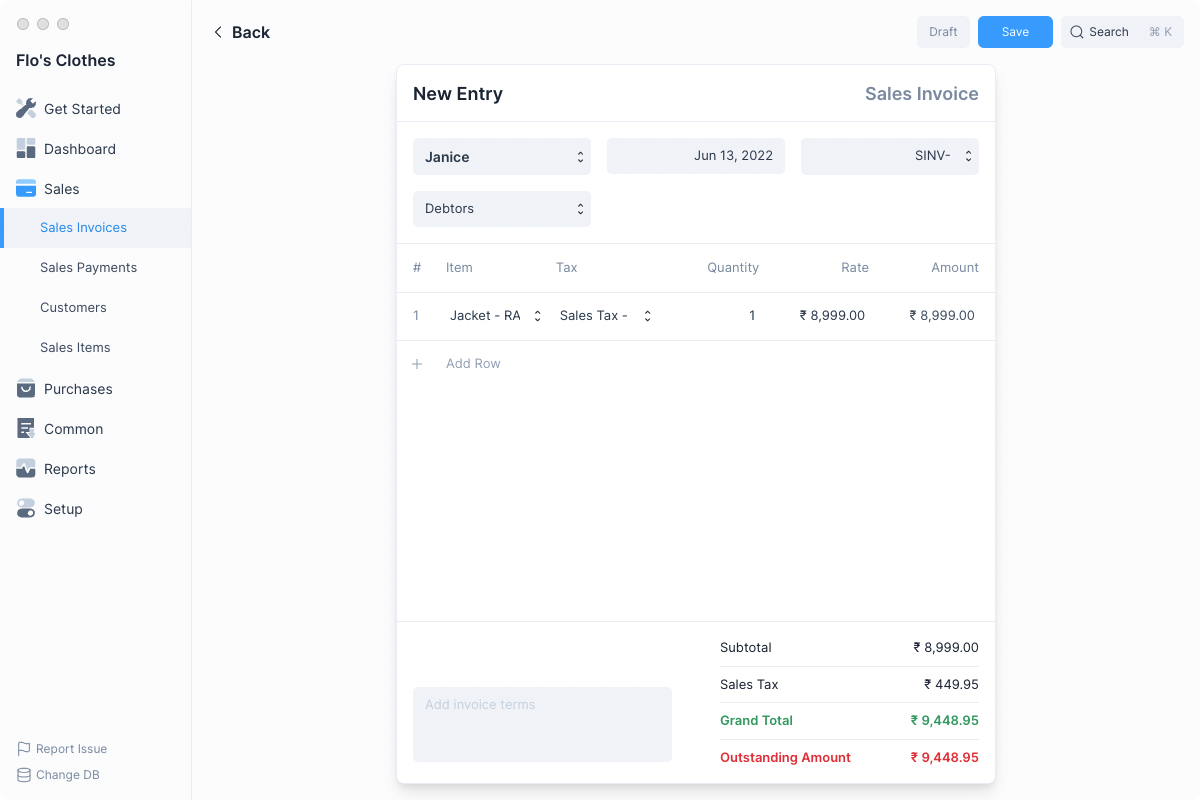 Flo's Clothes
Get Started
Dashboard
Sales
Sales Invoices
Sales Payments
Customers
Sales Items
Purchases
Common
Reports
Setup
Report Issue
Change DB
Back
Draft
Save
Search ⌘ K
New Entry
Sales Invoice
Janice
Jun 13, 2022
SINV-
Debtors
# Item Tax Quantity Rate Amount
1 Jacket - RA Sales Tax - 1 ₹ 8,999.00 ₹ 8,999.00
+ Add Row
Add invoice terms
Subtotal ₹ 8,999.00
Sales Tax ₹ 449.95
Grand Total ₹ 9,448.95
Outstanding Amount ₹ 9,448.95